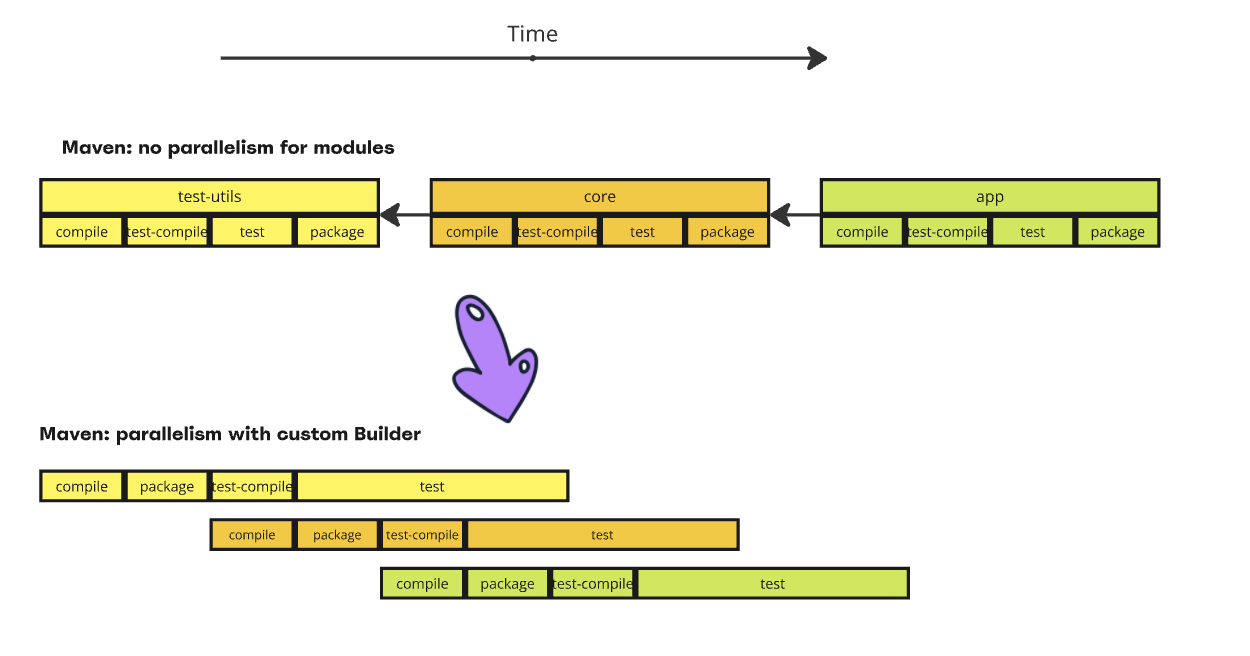 Time
Maven: no parallelism for modules
test-utils core app
compile test-compile test package compile test-compile test package compile test-compile test package
Maven: parallelism with custom Builder
compile package test-compile test
compile package test-compile test
compile package test-compile test